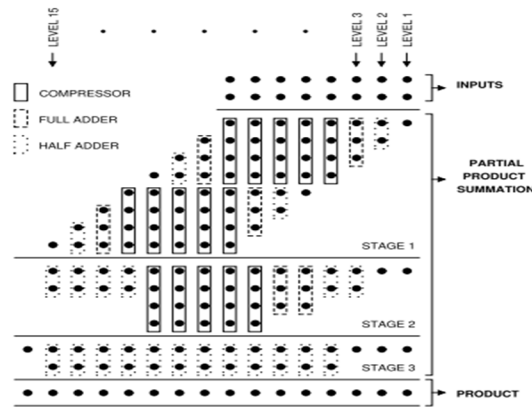 LEVEL 15
LEVEL 3
LEVEL 2
LEVEL 1
INPUTS
COMPRESSOR
FULL ADDER
HALF ADDER
PARTIAL
PRODUCT
SUMMATION
STAGE 1
STAGE 2
STAGE 3
PRODUCT